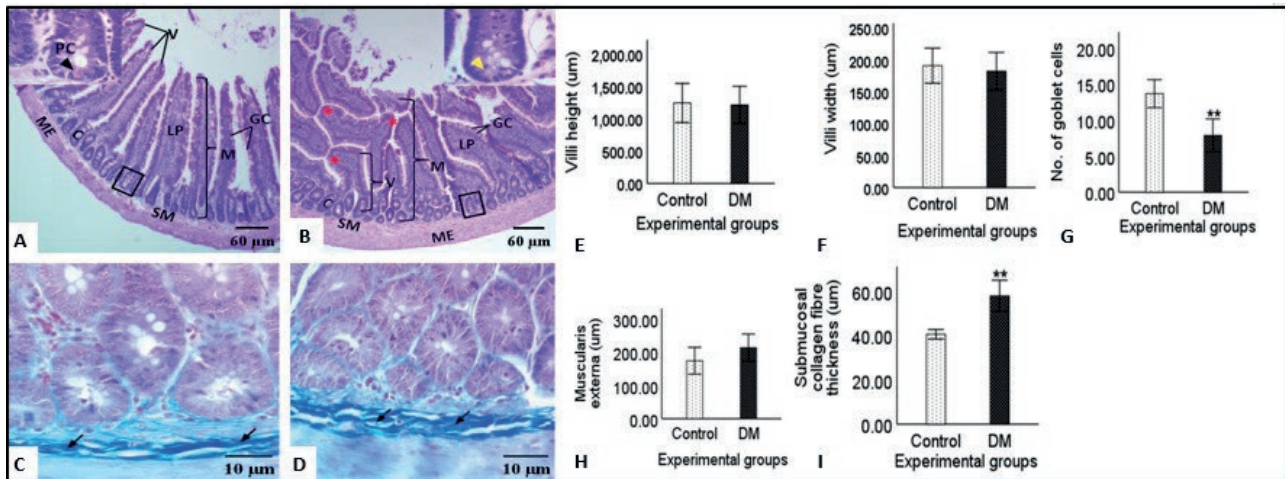 PC
V
ME
C
LP
M
GC
SM
A
60 µm
V
C
SM
ME
M
LP
GC
B
60 µm
C
10 µm
D
10 µm
Villi height (um)
2,000.00
1,500.00
1,000.00
500.00
0.00
Control DM
Experimental groups
E
Villi width (um)
250.00
200.00
150.00
100.00
50.00
0.00
Control DM
Experimental groups
F
No. of goblet cells
20.00
15.00
10.00
5.00
0.00
**
Control DM
Experimental groups
G
Muscularis
externa (um)
300.00
200.00
100.00
0.00
Control DM
Experimental groups
H
Submucosal
collagen fibre
thickness (um)
60.00
40.00
20.00
0.00
**
Control DM
Experimental groups
I